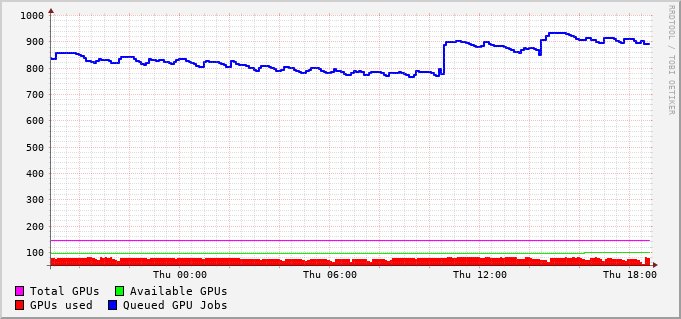 1000
900
800
700
600
500
400
300
200
100
Thu 00:00 Thu 06:00 Thu 12:00 Thu 18:00
Total GPUs Available GPUs
GPUs used Queued GPU Jobs
RRDTOOL / TOBI OETIKER